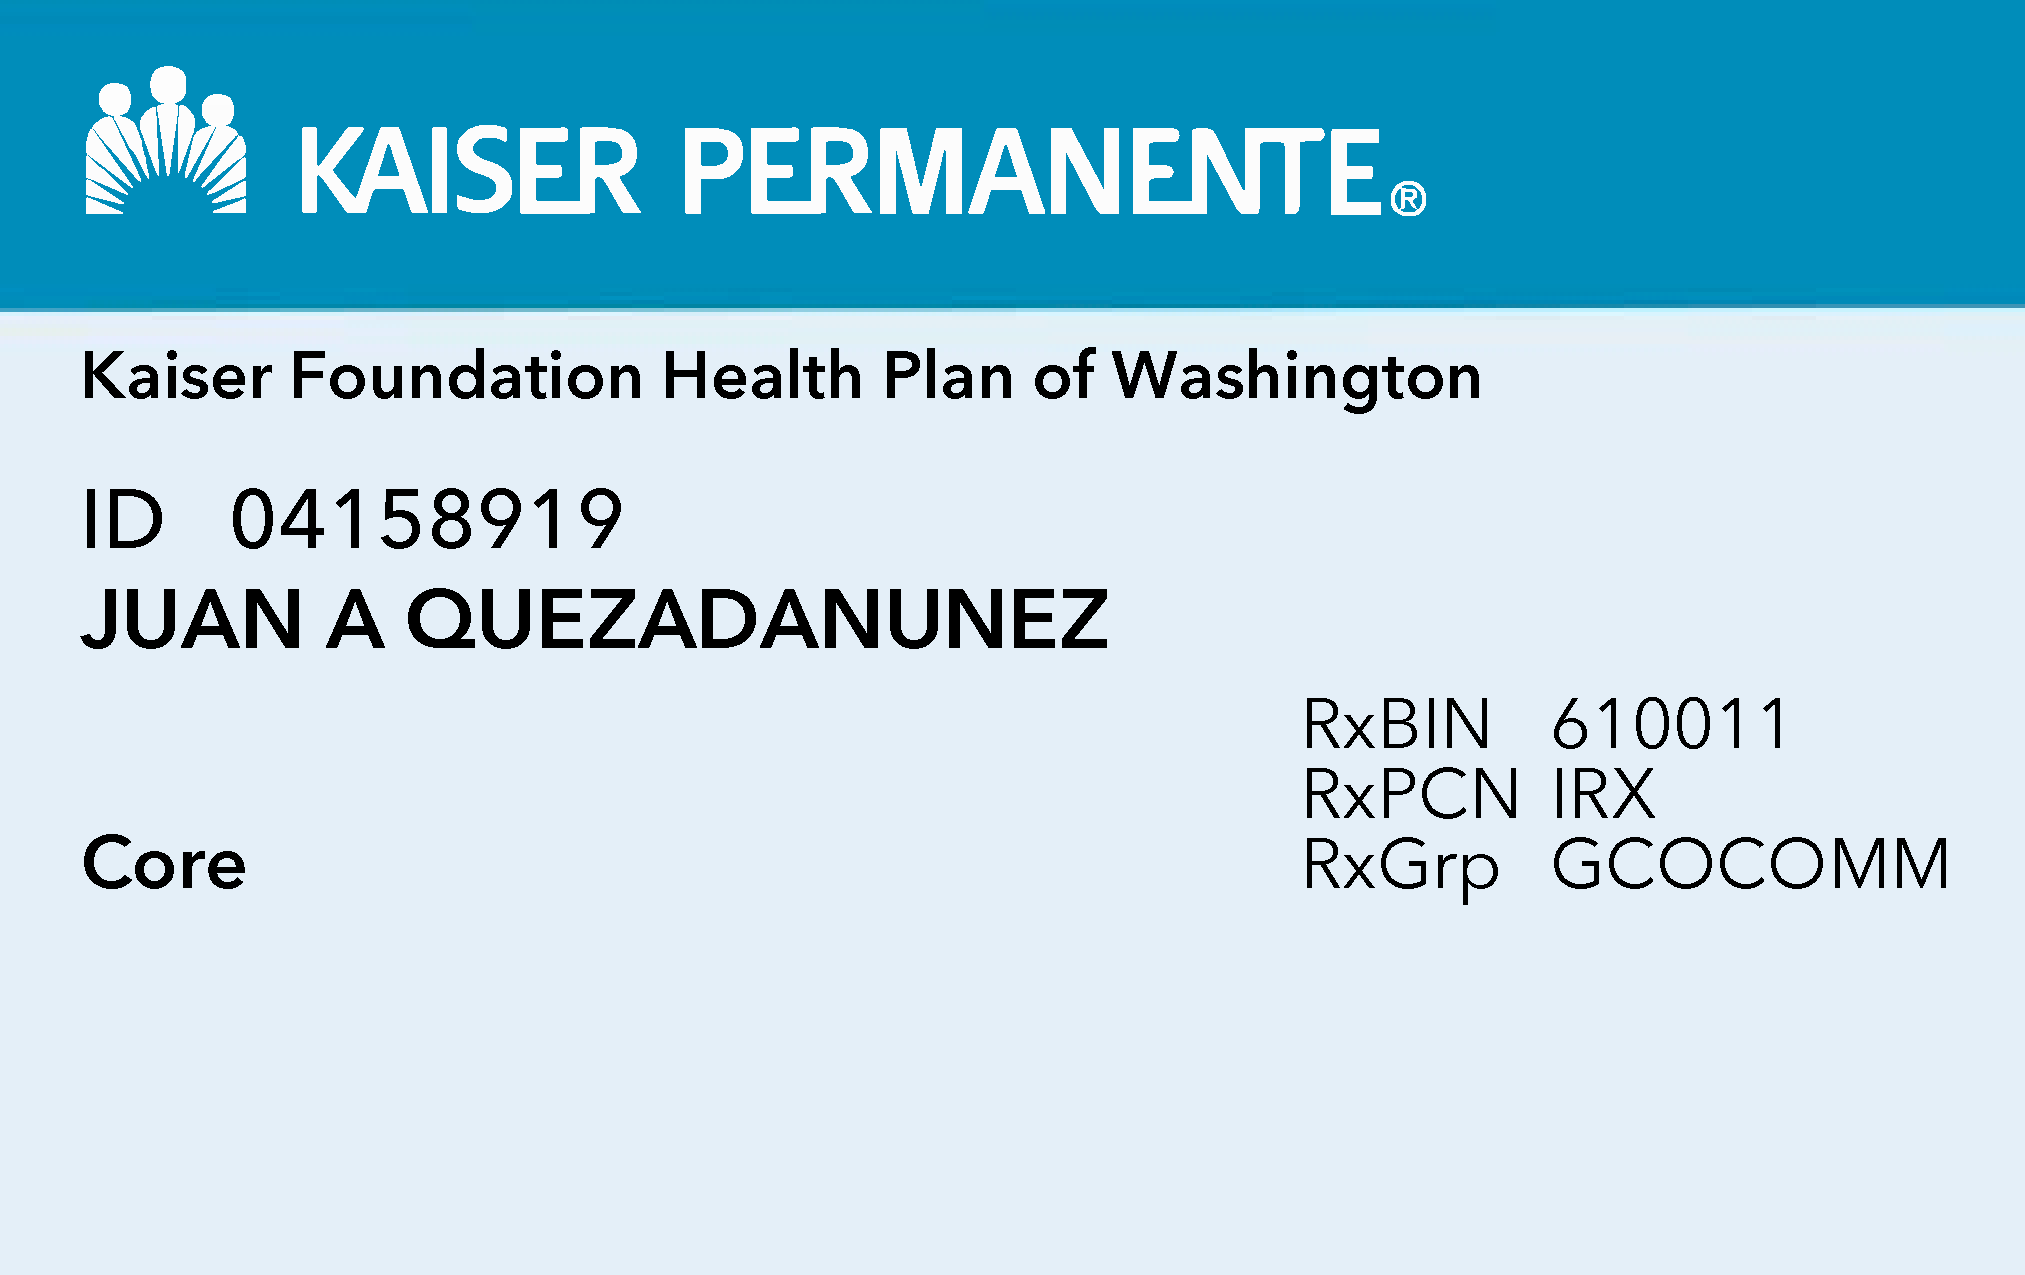 KAISER PERMANENTE®
Kaiser Foundation Health Plan of Washington
ID 04158919
JUAN A QUEZADANUNEZ
RxBIN 610011
RxPCN IRX
Core
RxGrp GCOCOMM